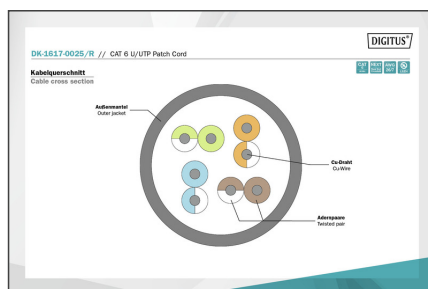 DIGITUS®
DK-1617-0025/R // CAT 6 U/UTP Patch Cord
Kabelquerschnitt
Cable cross section
Außenmantel
Outer jacket
Cu-Draht
Cu-Wire
Aderspaare
Twisted pair